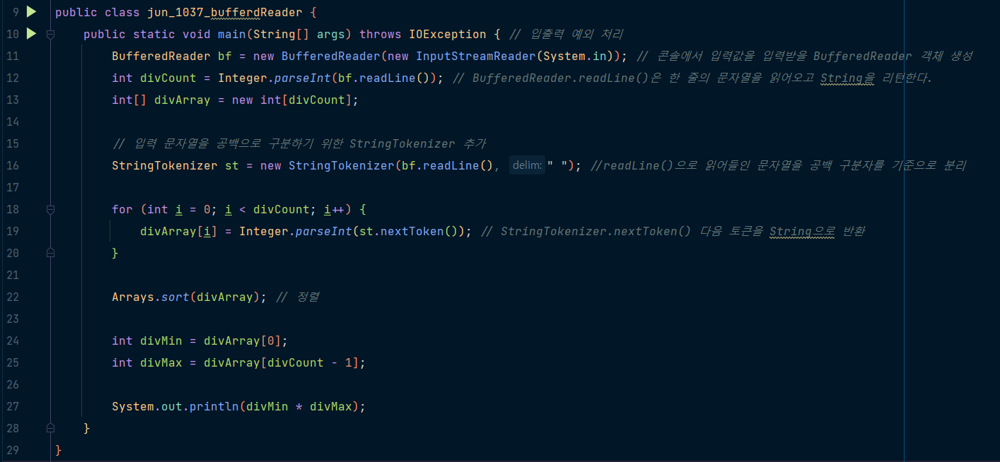 9 public class jun_1037_bufferdReader {
10 public static void main(String[] args) throws IOException { // 입출력 예외 처리
11 BufferedReader bf = new BufferedReader(new InputStreamReader(System.in)); // 콘솔에서 입력값을 입력받을 BufferedReader 객체 생성
12 int divCount = Integer.parseInt(bf.readLine()); // BufferedReader.readLine()은 한 줄의 문자열을 읽어오고 String을 리턴한다.
13 int[] divArray = new int[divCount];
14
15 // 입력 문자열을 공백으로 구분하기 위한 StringTokenizer 추가
16 StringTokenizer st = new StringTokenizer(bf.readLine(), delim: " "); //readLine()으로 읽어들인 문자열을 공백 구분자를 기준으로 분리
17
18 for (int i = 0; i < divCount; i++) {
19 divArray[i] = Integer.parseInt(st.nextToken()); // StringTokenizer.nextToken() 다음 토큰을 String으로 반환
20 }
21
22 Arrays.sort(divArray); // 정렬
23
24 int divMin = divArray[0];
25 int divMax = divArray[divCount - 1];
26
27 System.out.println(divMin * divMax);
28 }
29 }